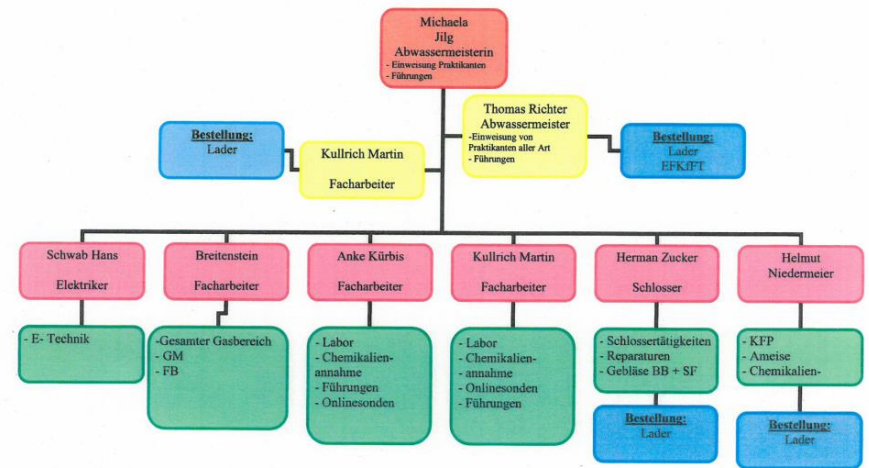 Michaela
Jilg
Abwassermeisterin
- Einweisung Praktikanten
- Führungen
Thomas Richter
Abwassermeister
-Einweisung von
Praktikanten aller Art
- Führungen
Bestellung:
Lader
Kullrich Martin
Facharbeiter
Bestellung:
Lader
EFKfFT
Schwab Hans
Elektriker
Breitenstein
Facharbeiter
Anke Kürbis
Facharbeiter
Kullrich Martin
Facharbeiter
Herman Zucker
Schlosser
Helmut
Niedermeier
- E- Technik
-Gesamter Gasbereich
- GM
- FB
- Labor
- Chemikalien-
annahme
- Führungen
- Onlinesonden
- Labor
- Chemikalien-
annahme
- Onlinesonden
- Führungen
- Schlossertätigkeiten
- Reparaturen
- Gebläse BB + SF
- KFP
- Ameise
- Chemikalien-
Bestellung:
Lader
Bestellung:
Lader